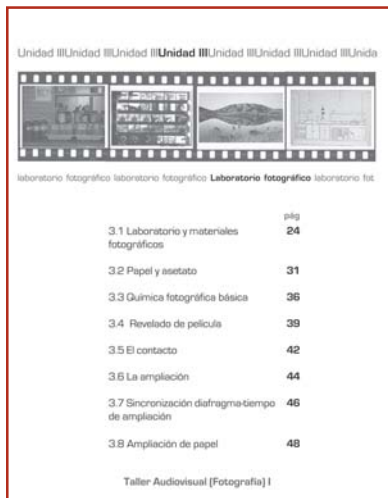 Unidad IIIUnidad IIIUnidad IIIUnidad IIIUnidad IIIUnidad IIIUnidad IIIUnida
laboratorio fotográfico laboratorio fotográfico Laboratorio fotográfico laboratorio fot
pág
3.1 Laboratorio y materiales 24
fotográficos
3.2 Papel y asetato 31
3.3 Química fotográfica básica 36
3.4 Revelado de película 39
3.5 El contacto 42
3.6 La ampliación 44
3.7 Sincronización diafragma-tiempo 46
de ampliación
3.8 Ampliación de papel 48
Taller Audiovisual (Fotografía) I